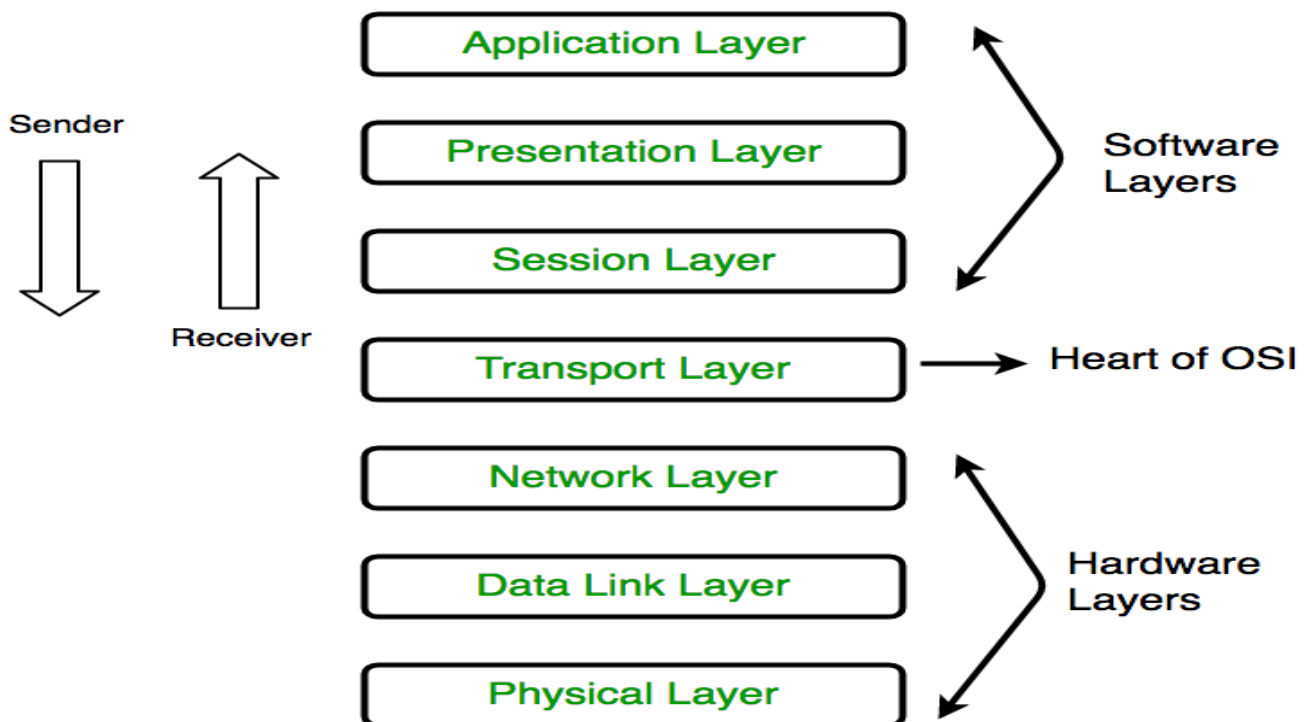 Application Layer
Sender
Presentation Layer
Software
Layers
Session Layer
Receiver
Transport Layer
Heart of OSI
Network Layer
Data Link Layer
Hardware
Layers
Physical Layer